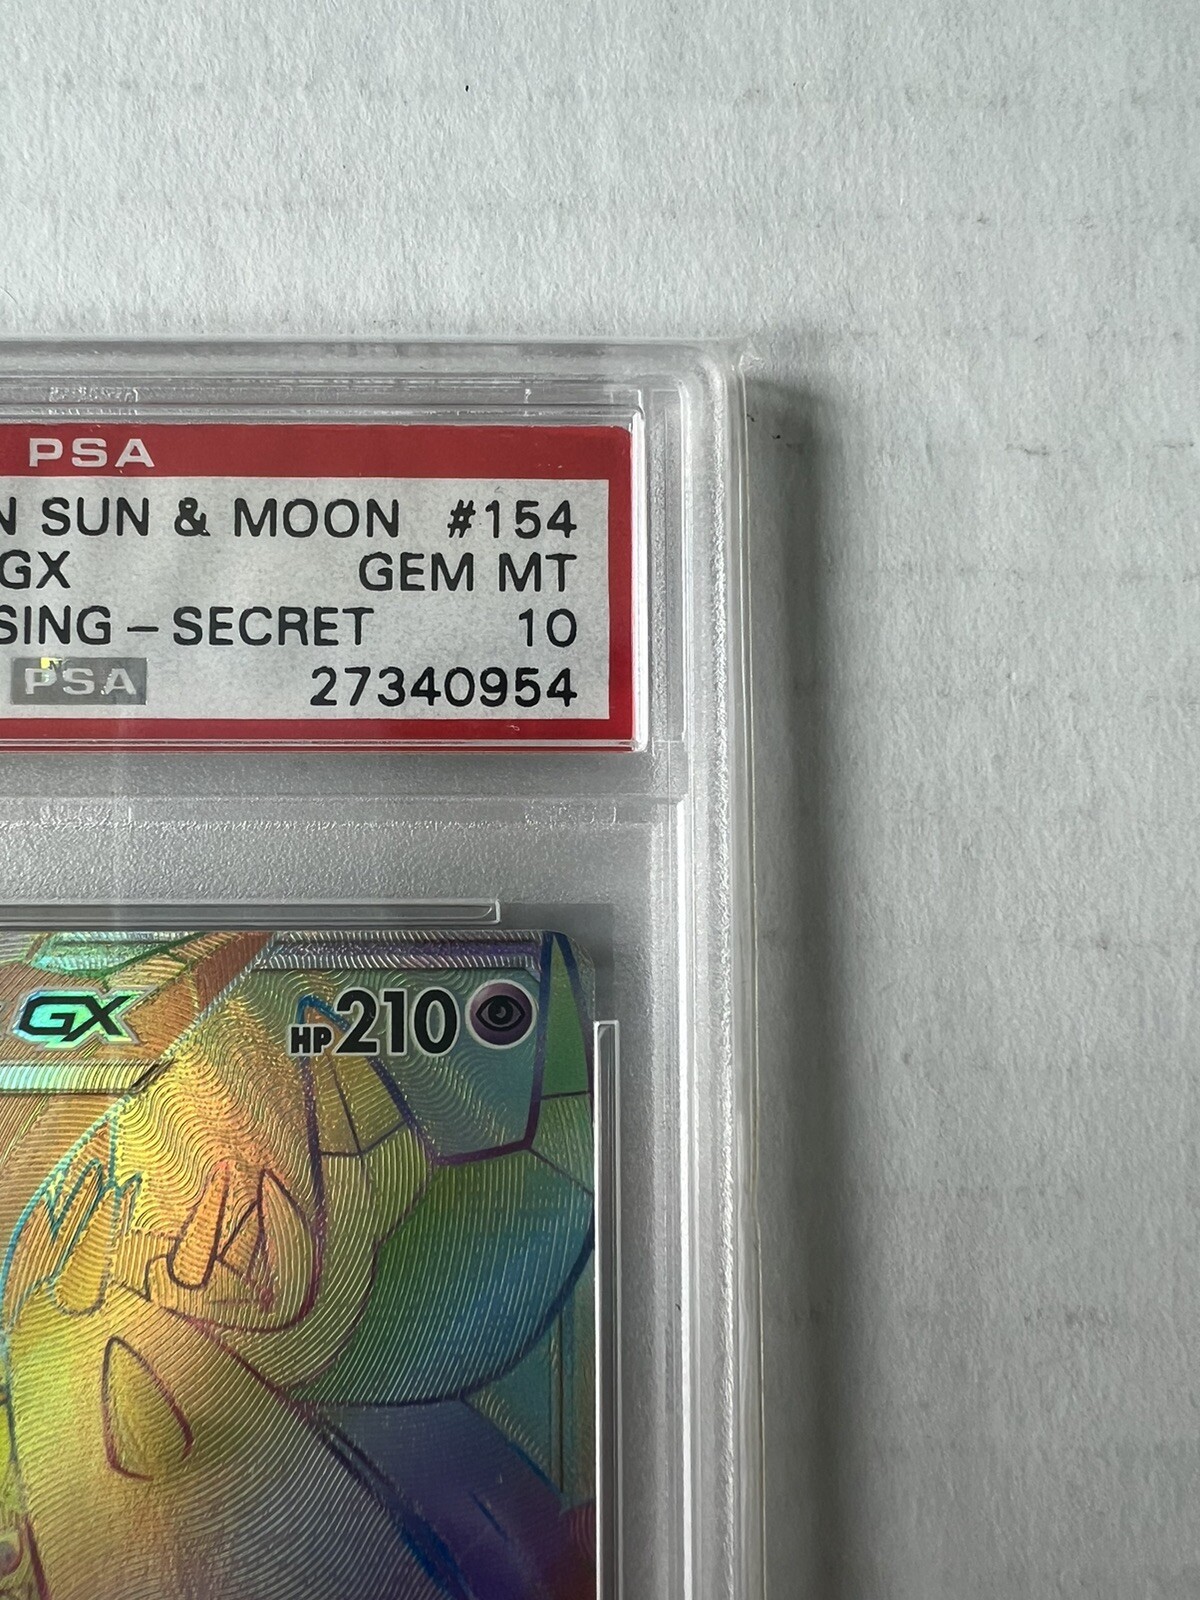 PSA
N SUN & MOON #154
GX GEM MT
SING - SECRET 10
PSA 27340954
GX HP210